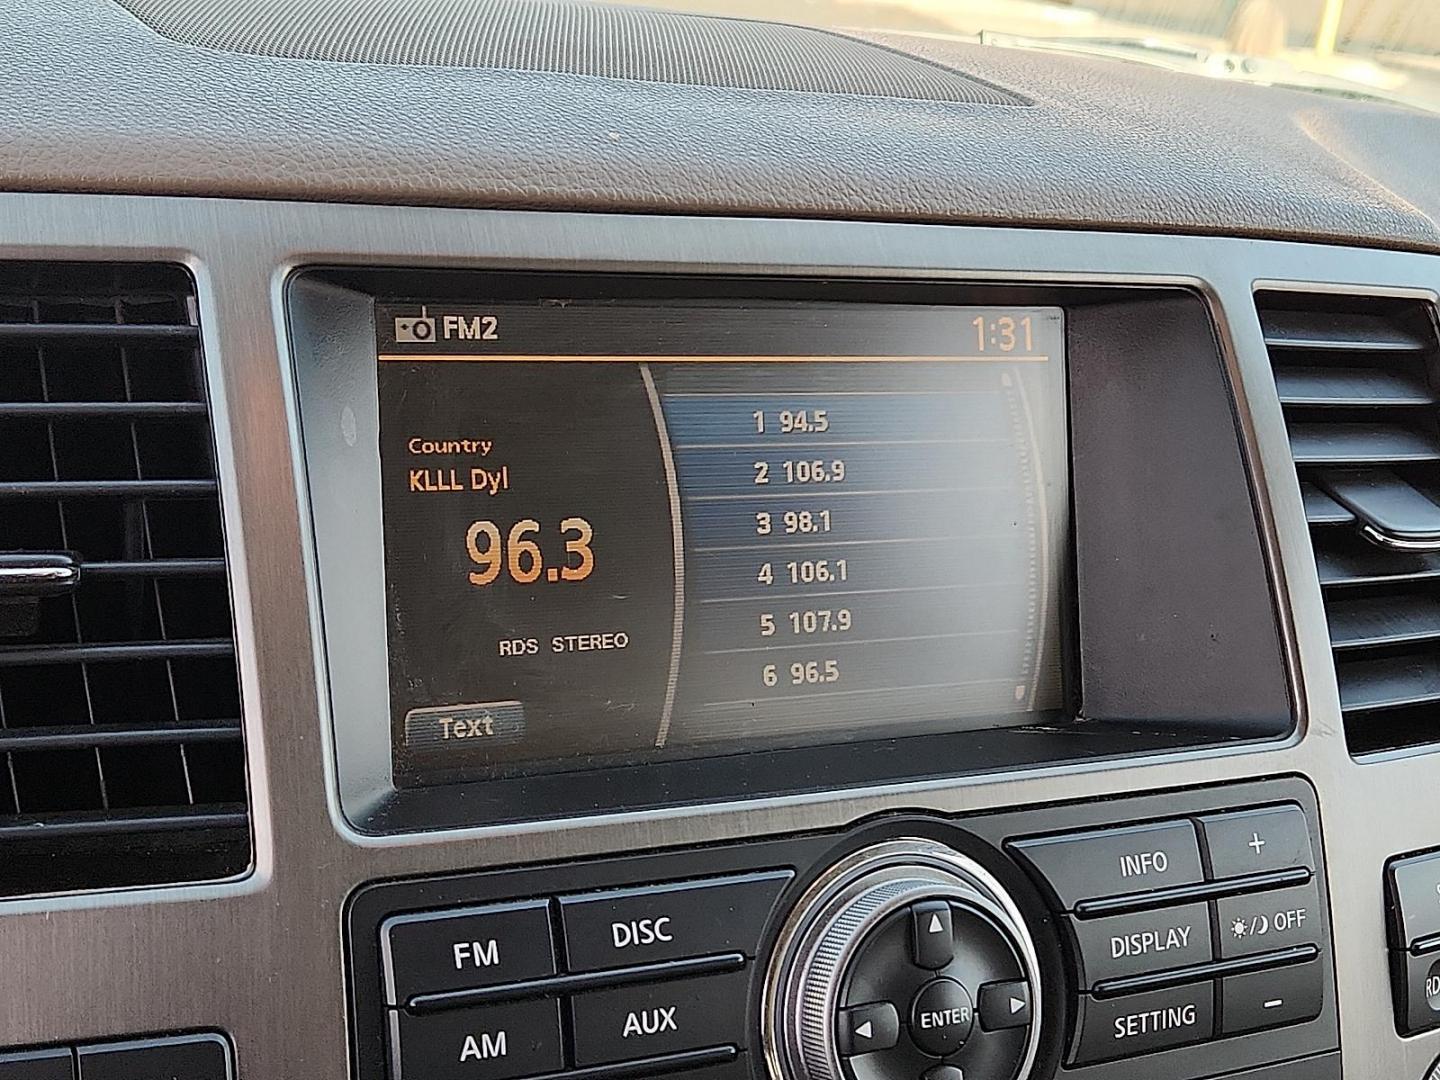 FM2 1:31
Country
KLLL Dyl
96.3
RDS STEREO
Text
1 94.5
2 106.9
3 98.1
4 106.1
5 107.9
6 96.5
FM DISC
AM AUX
ENTER
INFO +
DISPLAY / OFF
SETTING −
RD